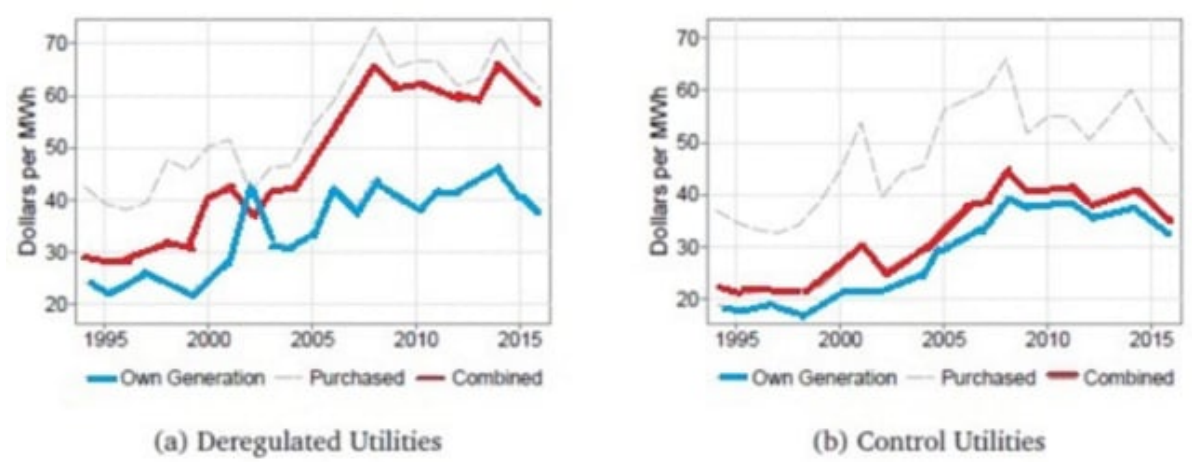 Dollars per MWh
70
60
50
40
30
20
1995 2000 2005 2010 2015
Own Generation Purchased Combined
(a) Deregulated Utilities
Dollars per MWh
70
60
50
40
30
20
1995 2000 2005 2010 2015
Own Generation Purchased Combined
(b) Control Utilities